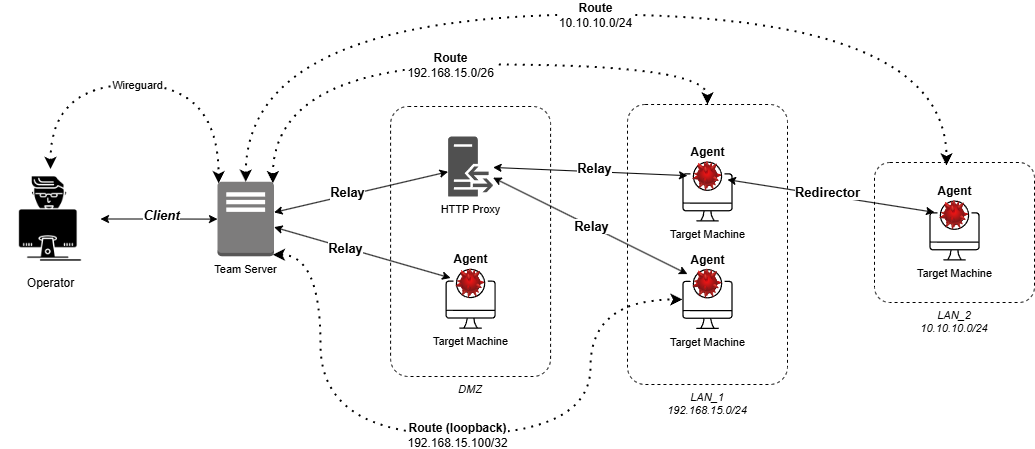 Route
10.10.10.0/24
Route
192.168.15.0/26
Wireguard
Relay
HTTP Proxy
Relay
Agent
Target Machine
Redirector
Agent
Target Machine
Client
Operator
Team Server
Relay
Agent
Target Machine
Relay
Agent
Target Machine
DMZ
LAN_1
192.168.15.0/24
LAN_2
10.10.10.0/24
Route (loopback)
192.168.15.100/32